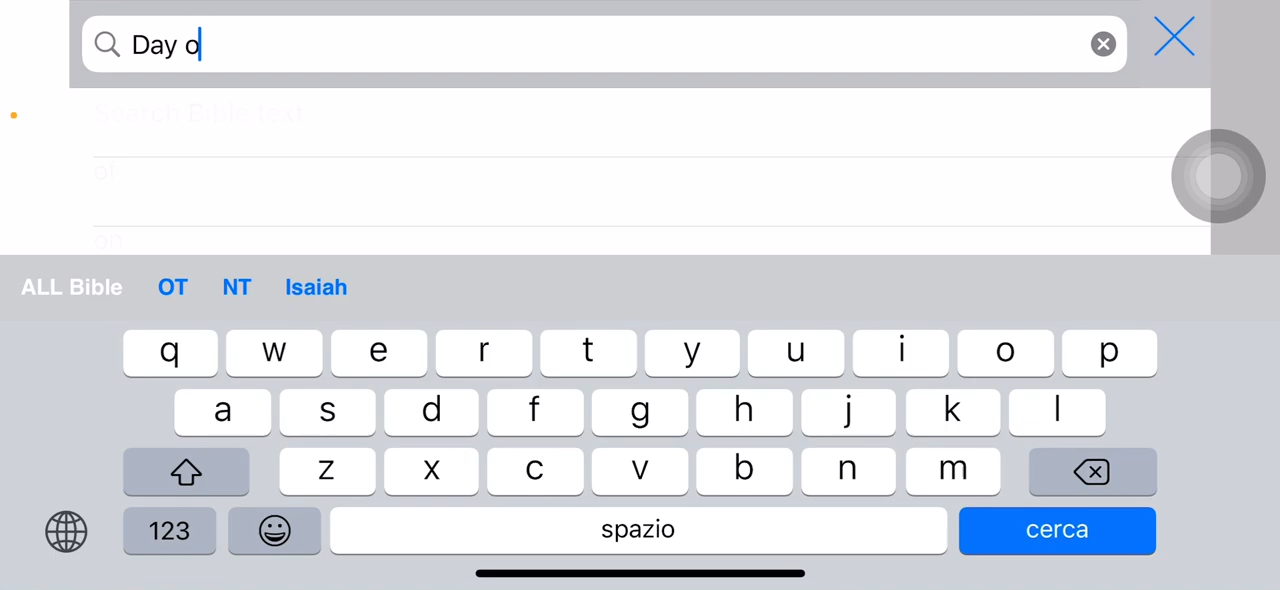 Day o
Search Bible text
of
on
ALL Bible OT NT Isaiah
q w e r t y u i o p
a s d f g h j k l
z x c v b n m
123 spazio cerca